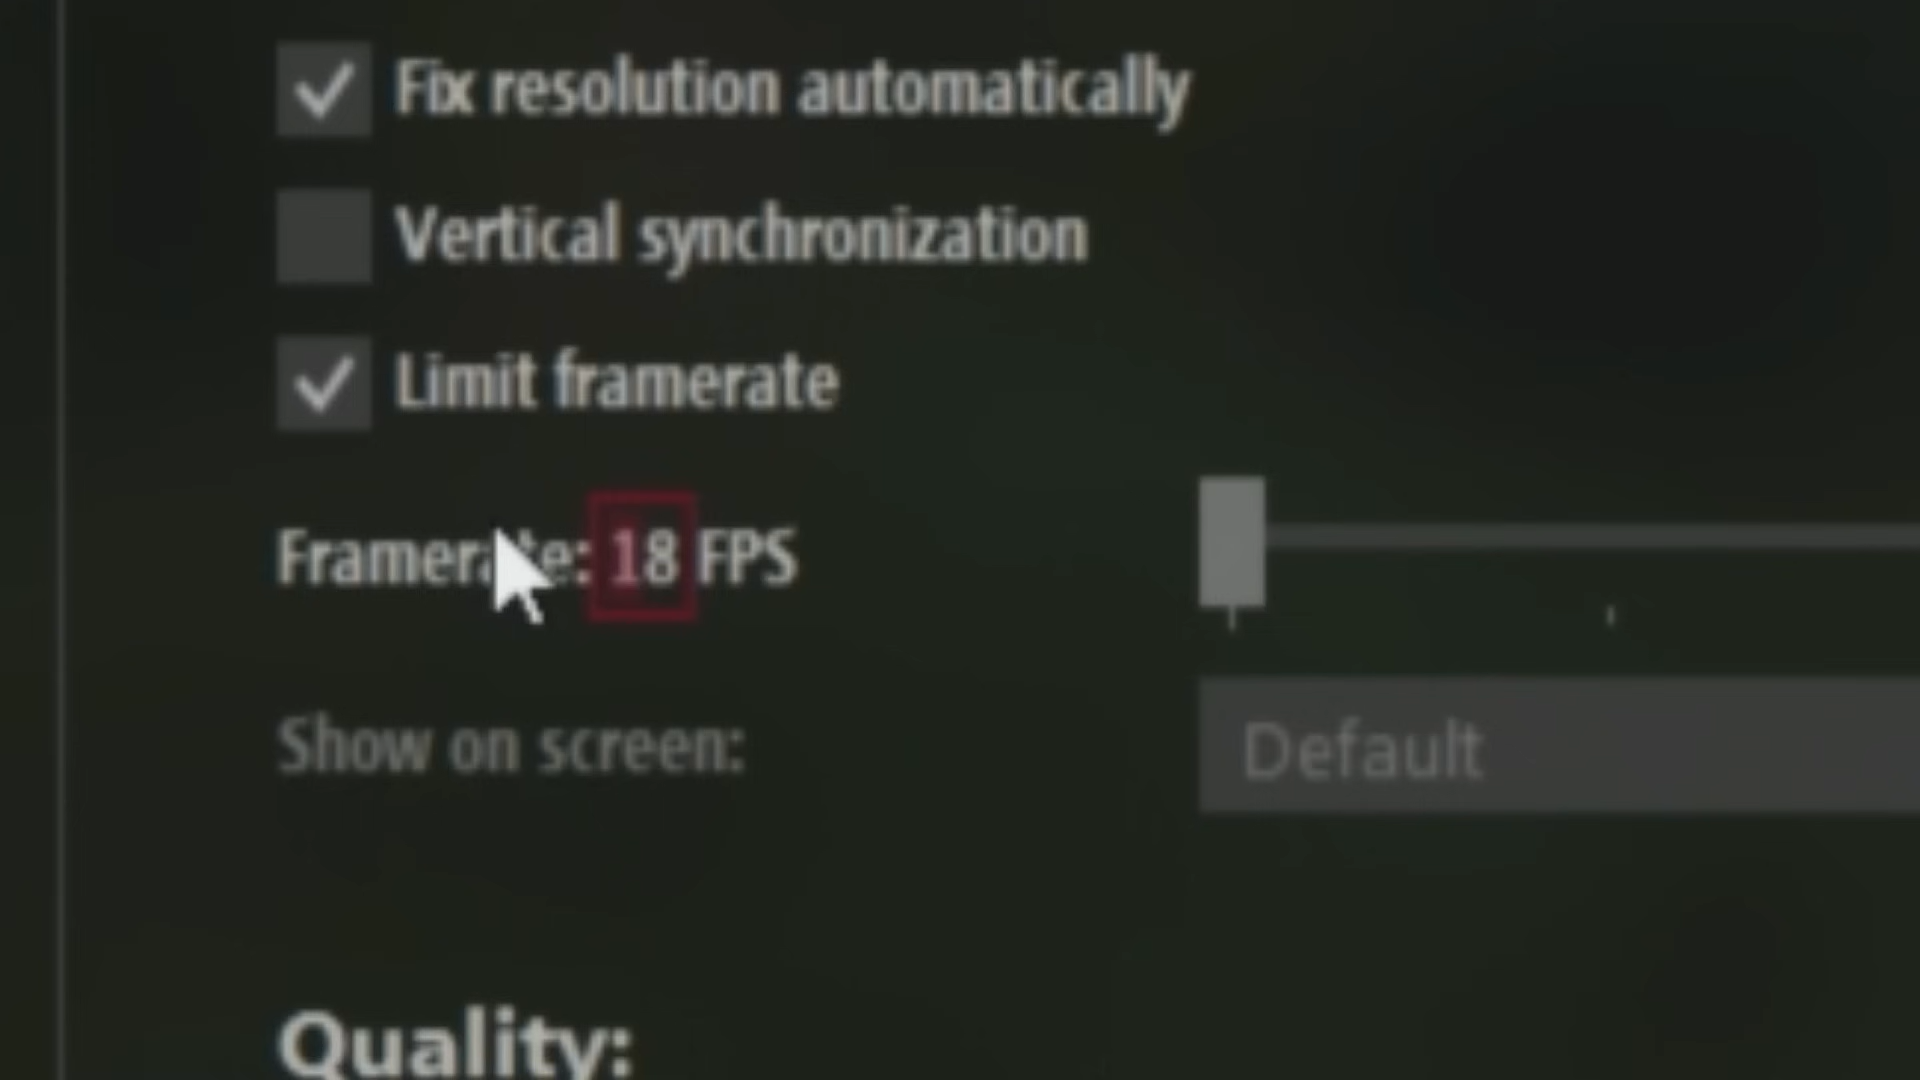 Fix resolution automatically
Vertical synchronization
Limit framerate
Framerate: 18 FPS
Show on screen:
Default
Quality: